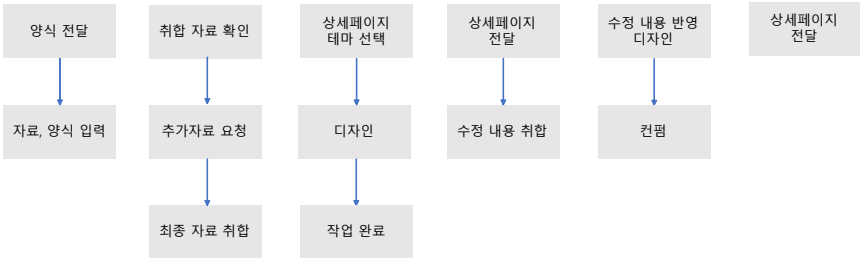 양식 전달
자료, 양식 입력
취합 자료 확인
추가자료 요청
최종 자료 취합
상세페이지
테마 선택
디자인
작업 완료
상세페이지
전달
수정 내용 취합
수정 내용 반영
디자인
컨펌
상세페이지
전달